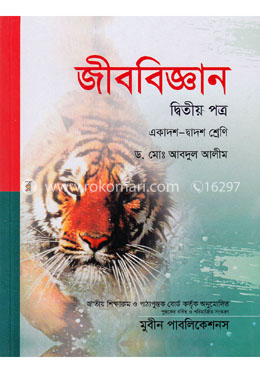 জীববিজ্ঞান
দ্বিতীয় পত্র
একাদশ-দ্বাদশ শ্রেণি
ড. মোঃ আবদুল আলীম
www.rokomari.com 16297
জাতীয় শিক্ষাক্রম ও পাঠ্যপুস্তক বোর্ড কর্তৃক অনুমোদিত
মুবীন পাবলিকেশনস